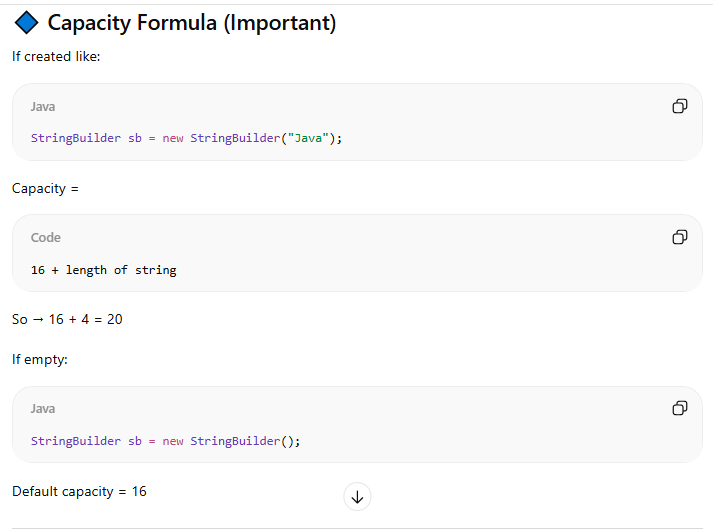 Capacity Formula (Important)
If created like:
Java
StringBuilder sb = new StringBuilder("Java");
Capacity =
Code
16 + length of string
So → 16 + 4 = 20
If empty:
Java
StringBuilder sb = new StringBuilder();
Default capacity = 16